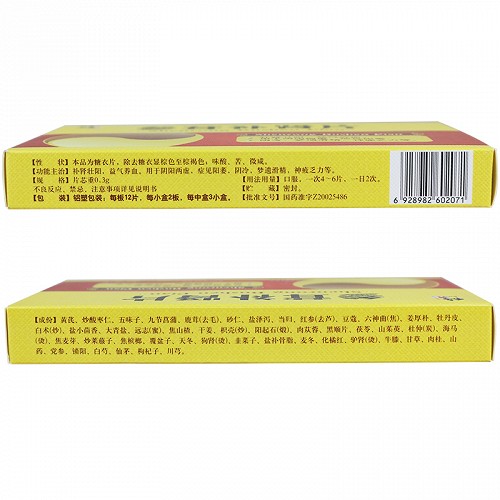 【性　　状】本品为糖衣片，除去糖衣显棕色至棕褐色；味酸、苦、微咸。
【功能主治】补肾壮阳，益气养血。用于阴阳两虚，症见阳萎，阴冷，梦遗滑精，神疲乏力等。
【规　　格】片芯重0.3g
【用法用量】口服，一次4~6片，一日2次。
不良反应、禁忌、注意事项详见说明书
【贮　　藏】密封。
【包　　装】铝塑包装；每板12片，每小盒2板，每中盒3小盒。
【批准文号】国药准字Z20025486
6 928982 602071
参茸补肾片
【成份】黄芪、炒酸枣仁、五味子、九节菖蒲、鹿茸(去毛)、砂仁、盐泽泻、当归、红参(去芦)、豆蔻、六神曲(焦)、姜厚朴、牡丹皮、
白术(炒)、盐小茴香、大青盐、远志(蜜)、焦山楂、干姜、枳壳(炒)、阳起石(煅)、肉苁蓉、黑顺片、茯苓、山茱萸、杜仲(炭)、海马
(烫)、焦麦芽、炒莱菔子、焦槟榔、覆盆子、天冬、狗肾(烫)、韭菜子、盐补骨脂、麦冬、化橘红、驴肾(烫)、牛膝、甘草、肉桂、山
药、党参、锁阳、白芍、仙茅、枸杞子、川芎。